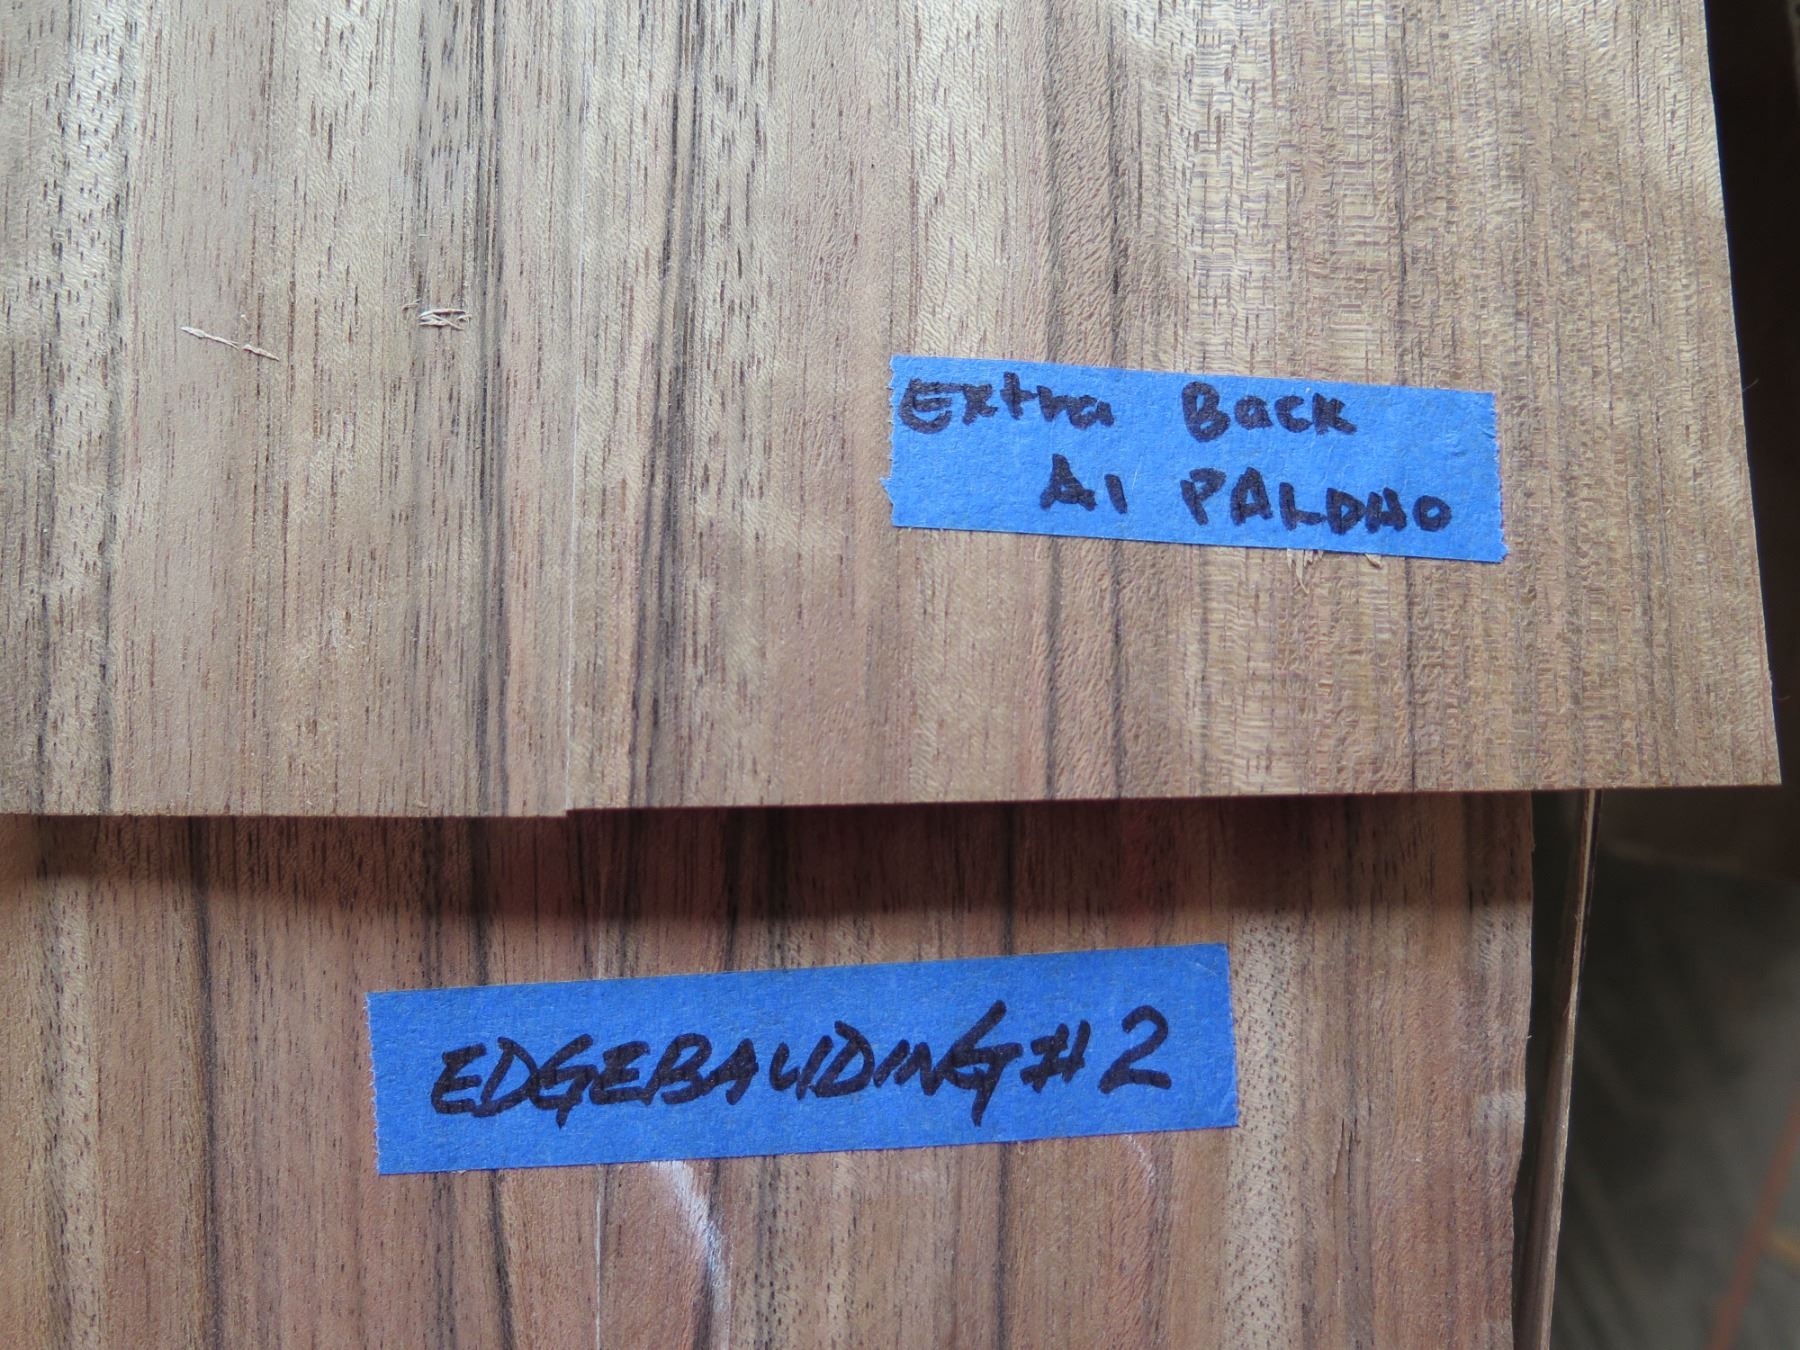 Extra Back
A1 PALDAO
EDGEBANDING #2